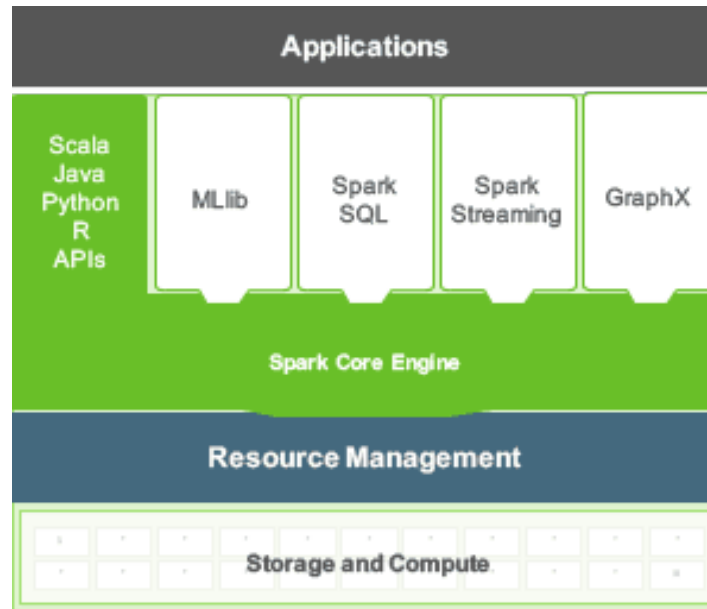 Applications
Scala
Java
Python
R
APIs
MLlib
Spark
SQL
Spark
Streaming
GraphX
Spark Core Engine
Resource Management
Storage and Compute